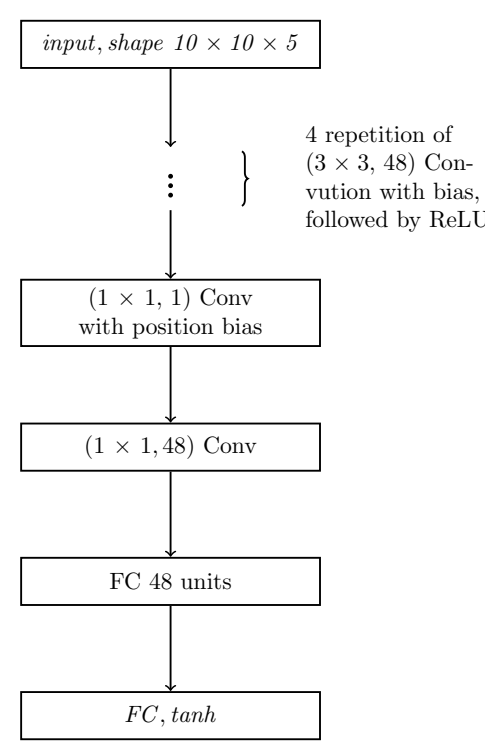 input, shape 10 × 10 × 5
4 repetition of
(3 × 3, 48) Con-
vution with bias,
followed by ReLU
(1 × 1, 1) Conv
with position bias
(1 × 1, 48) Conv
FC 48 units
FC, tanh